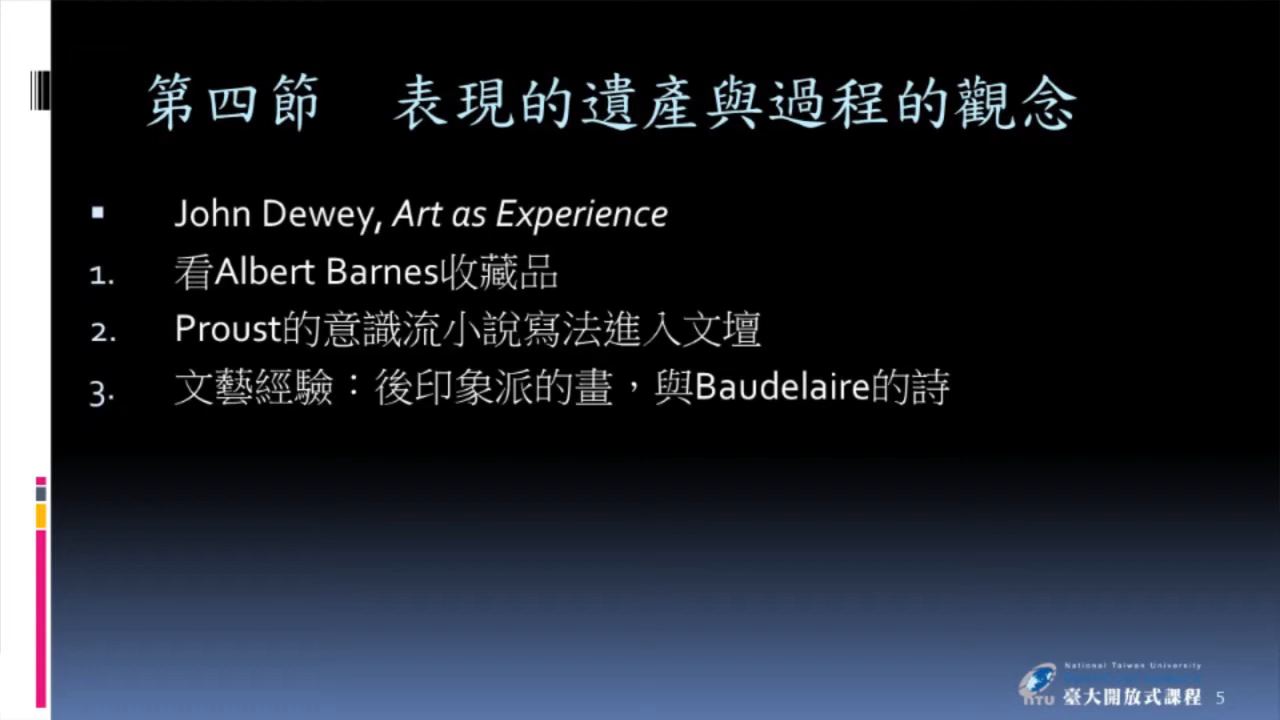 第四節　表現的遺產與過程的觀念
▪ John Dewey, Art as Experience
1. 看Albert Barnes收藏品
2. Proust的意識流小說寫法進入文壇
3. 文藝經驗：後印象派的畫，與Baudelaire的詩
National Taiwan University
NTU 臺大開放式課程 5